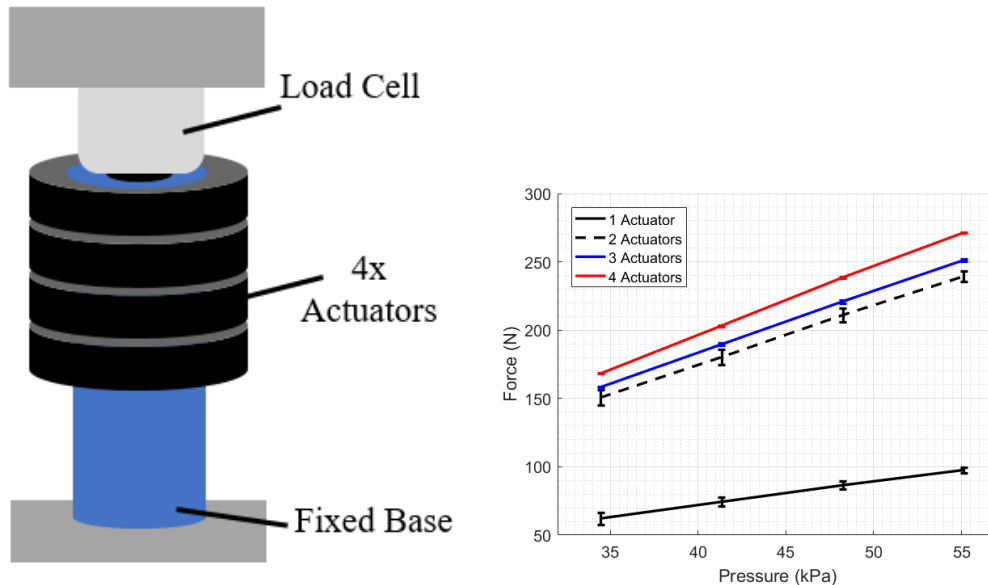 Load Cell
4x
Actuators
Fixed Base
300
250
200
150
100
50
Force (N)
1 Actuator
2 Actuators
3 Actuators
4 Actuators
35
40
45
50
55
Pressure (kPa)